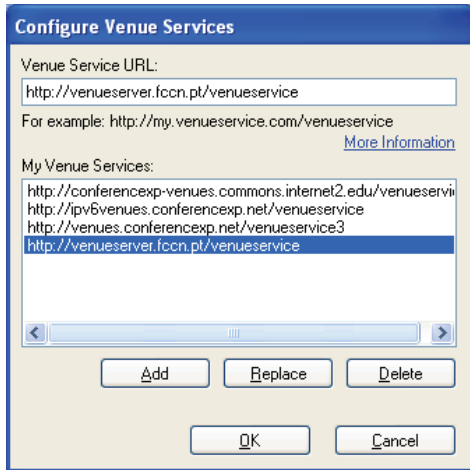 Configure Venue Services
Venue Service URL:
http://venueserver.fccn.pt/venueservice
For example: http://my.venueservice.com/venueservice
More Information
My Venue Services:
http://conferencexp-venues.commons.internet2.edu/venueservi
http://ipv6venues.conferencexp.net/venueservice
http://venues.conferencexp.net/venueservice3
http://venueserver.fccn.pt/venueservice
Add Replace Delete
OK Cancel